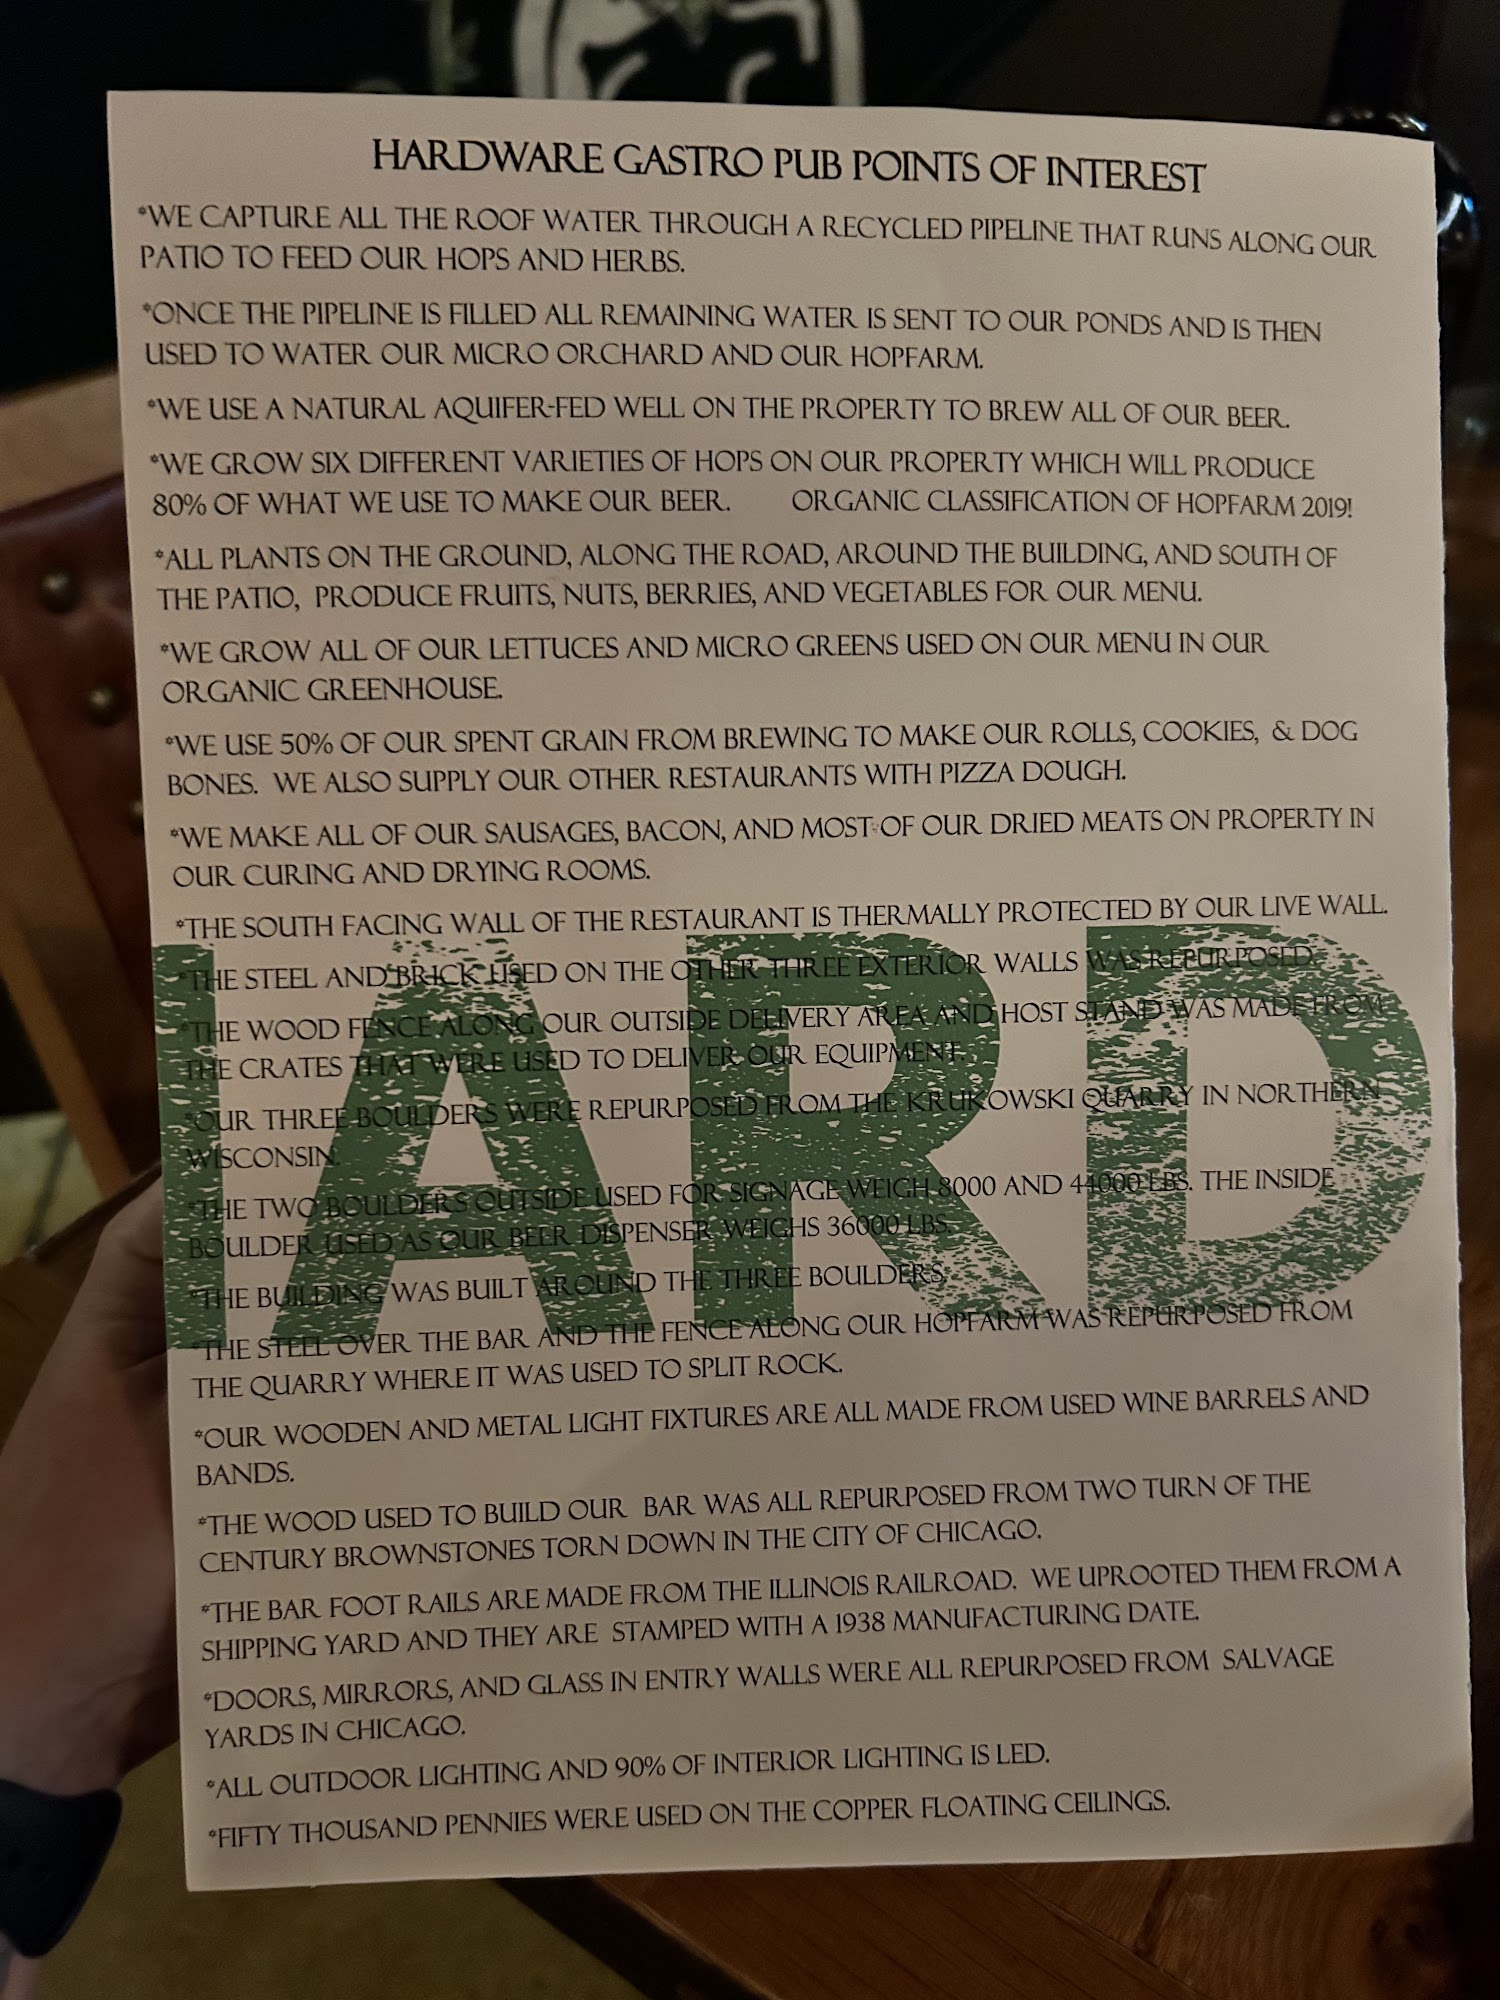 HARDWARE GASTRO PUB POINTS OF INTEREST
*WE CAPTURE ALL THE ROOF WATER THROUGH A RECYCLED PIPELINE THAT RUNS ALONG OUR
PATIO TO FEED OUR HOPS AND HERBS.
*ONCE THE PIPELINE IS FILLED ALL REMAINING WATER IS SENT TO OUR PONDS AND IS THEN
USED TO WATER OUR MICRO ORCHARD AND OUR HOPFARM.
*WE USE A NATURAL AQUIFER-FED WELL ON THE PROPERTY TO BREW ALL OF OUR BEER.
*WE GROW SIX DIFFERENT VARIETIES OF HOPS ON OUR PROPERTY WHICH WILL PRODUCE
80% OF WHAT WE USE TO MAKE OUR BEER. ORGANIC CLASSIFICATION OF HOPFARM 2019!
*ALL PLANTS ON THE GROUND, ALONG THE ROAD, AROUND THE BUILDING, AND SOUTH OF
THE PATIO, PRODUCE FRUITS, NUTS, BERRIES, AND VEGETABLES FOR OUR MENU.
*WE GROW ALL OF OUR LETTUCES AND MICRO GREENS USED ON OUR MENU IN OUR
ORGANIC GREENHOUSE.
*WE USE 50% OF OUR SPENT GRAIN FROM BREWING TO MAKE OUR ROLLS, COOKIES, & DOG
BONES. WE ALSO SUPPLY OUR OTHER RESTAURANTS WITH PIZZA DOUGH.
*WE MAKE ALL OF OUR SAUSAGES, BACON, AND MOST OF OUR DRIED MEATS ON PROPERTY IN
OUR CURING AND DRYING ROOMS.
*THE SOUTH FACING WALL OF THE RESTAURANT IS THERMALLY PROTECTED BY OUR LIVE WALL.
*THE STEEL AND BRICK USED ON THE OTHER THREE EXTERIOR WALLS WAS REPURPOSED.
*THE WOOD FENCE ALONG OUR OUTSIDE DELIVERY AREA AND HOST STAND WAS MADE FROM
THE CRATES THAT WERE USED TO DELIVER OUR EQUIPMENT.
*OUR THREE BOULDERS WERE REPURPOSED FROM THE KRUKOWSKI QUARRY IN NORTHERN
WISCONSIN.
*THE TWO BOULDERS OUTSIDE USED FOR SIGNAGE WEIGH 8000 AND 44000 LBS. THE INSIDE
BOULDER USED AS OUR BEER DISPENSER WEIGHS 36000 LBS.
*THE BUILDING WAS BUILT AROUND THE THREE BOULDERS.
*THE STEEL OVER THE BAR AND THE FENCE ALONG OUR HOPFARM WAS REPURPOSED FROM
THE QUARRY WHERE IT WAS USED TO SPLIT ROCK.
*OUR WOODEN AND METAL LIGHT FIXTURES ARE ALL MADE FROM USED WINE BARRELS AND
BANDS.
*THE WOOD USED TO BUILD OUR BAR WAS ALL REPURPOSED FROM TWO TURN OF THE
CENTURY BROWNSTONES TORN DOWN IN THE CITY OF CHICAGO.
*THE BAR FOOT RAILS ARE MADE FROM THE ILLINOIS RAILROAD. WE UPROOTED THEM FROM A
SHIPPING YARD AND THEY ARE STAMPED WITH A 1938 MANUFACTURING DATE.
*DOORS, MIRRORS, AND GLASS IN ENTRY WALLS WERE ALL REPURPOSED FROM SALVAGE
YARDS IN CHICAGO.
*ALL OUTDOOR LIGHTING AND 90% OF INTERIOR LIGHTING IS LED.
*FIFTY THOUSAND PENNIES WERE USED ON THE COPPER FLOATING CEILINGS.
ARD